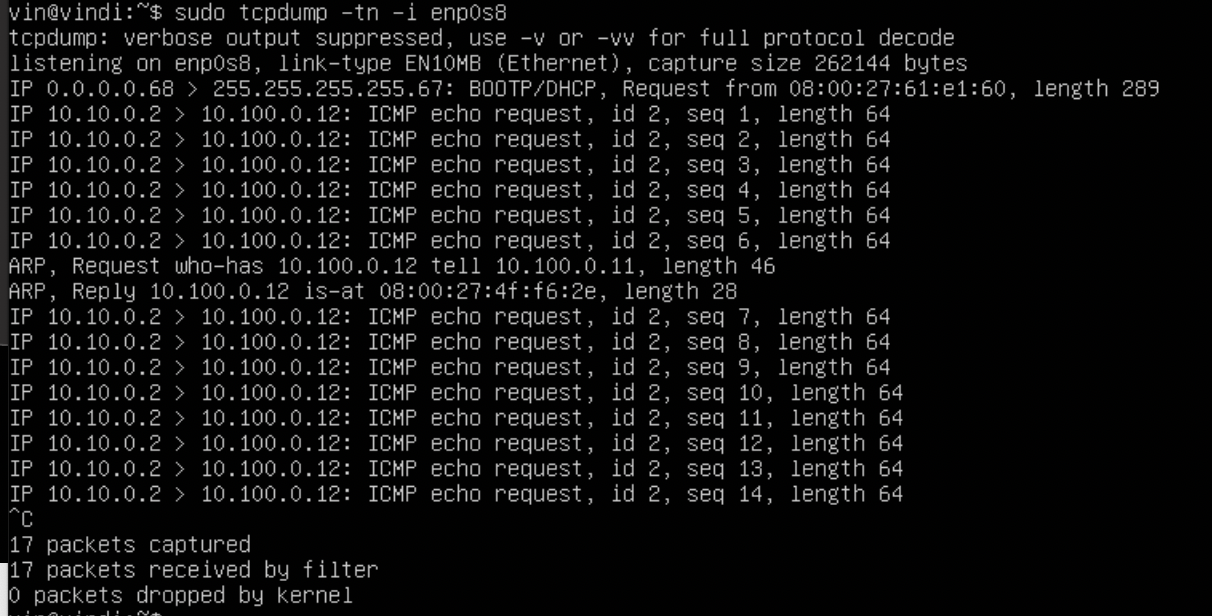 vin@vindi:~$ sudo tcpdump -tn -i enp0s8
tcpdump: verbose output suppressed, use -v or -vv for full protocol decode
listening on enp0s8, link-type EN10MB (Ethernet), capture size 262144 bytes
IP 0.0.0.0.68 > 255.255.255.255.67: BOOTP/DHCP, Request from 08:00:27:61:e1:60, length 289
IP 10.10.0.2 > 10.100.0.12: ICMP echo request, id 2, seq 1, length 64
IP 10.10.0.2 > 10.100.0.12: ICMP echo request, id 2, seq 2, length 64
IP 10.10.0.2 > 10.100.0.12: ICMP echo request, id 2, seq 3, length 64
IP 10.10.0.2 > 10.100.0.12: ICMP echo request, id 2, seq 4, length 64
IP 10.10.0.2 > 10.100.0.12: ICMP echo request, id 2, seq 5, length 64
IP 10.10.0.2 > 10.100.0.12: ICMP echo request, id 2, seq 6, length 64
ARP, Request who-has 10.100.0.12 tell 10.100.0.11, length 46
ARP, Reply 10.100.0.12 is-at 08:00:27:4f:f6:2e, length 28
IP 10.10.0.2 > 10.100.0.12: ICMP echo request, id 2, seq 7, length 64
IP 10.10.0.2 > 10.100.0.12: ICMP echo request, id 2, seq 8, length 64
IP 10.10.0.2 > 10.100.0.12: ICMP echo request, id 2, seq 9, length 64
IP 10.10.0.2 > 10.100.0.12: ICMP echo request, id 2, seq 10, length 64
IP 10.10.0.2 > 10.100.0.12: ICMP echo request, id 2, seq 11, length 64
IP 10.10.0.2 > 10.100.0.12: ICMP echo request, id 2, seq 12, length 64
IP 10.10.0.2 > 10.100.0.12: ICMP echo request, id 2, seq 13, length 64
IP 10.10.0.2 > 10.100.0.12: ICMP echo request, id 2, seq 14, length 64
^C
17 packets captured
17 packets received by filter
0 packets dropped by kernel